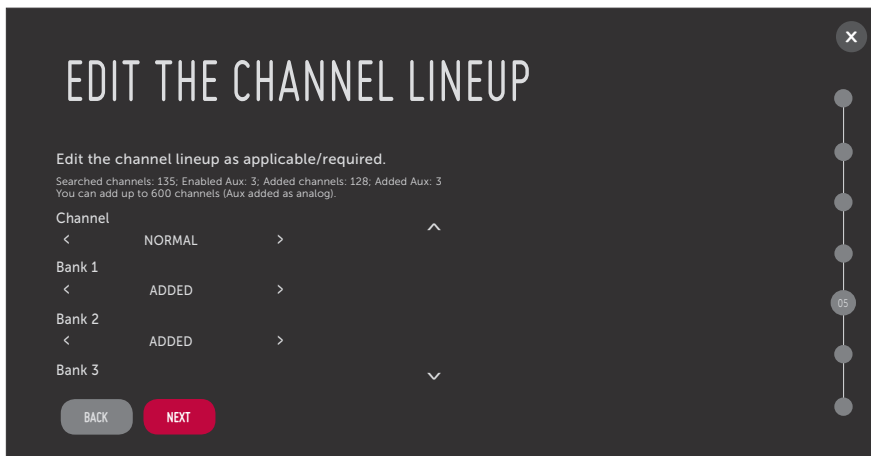 X
EDIT THE CHANNEL LINEUP
Edit the channel lineup as applicable/required.
Searched channels: 135; Enabled Aux: 3; Added channels: 128; Added Aux: 3
You can add up to 600 channels (Aux added as analog).
Channel
< NORMAL >
Bank 1
< ADDED >
Bank 2
< ADDED >
Bank 3
05
BACK NEXT